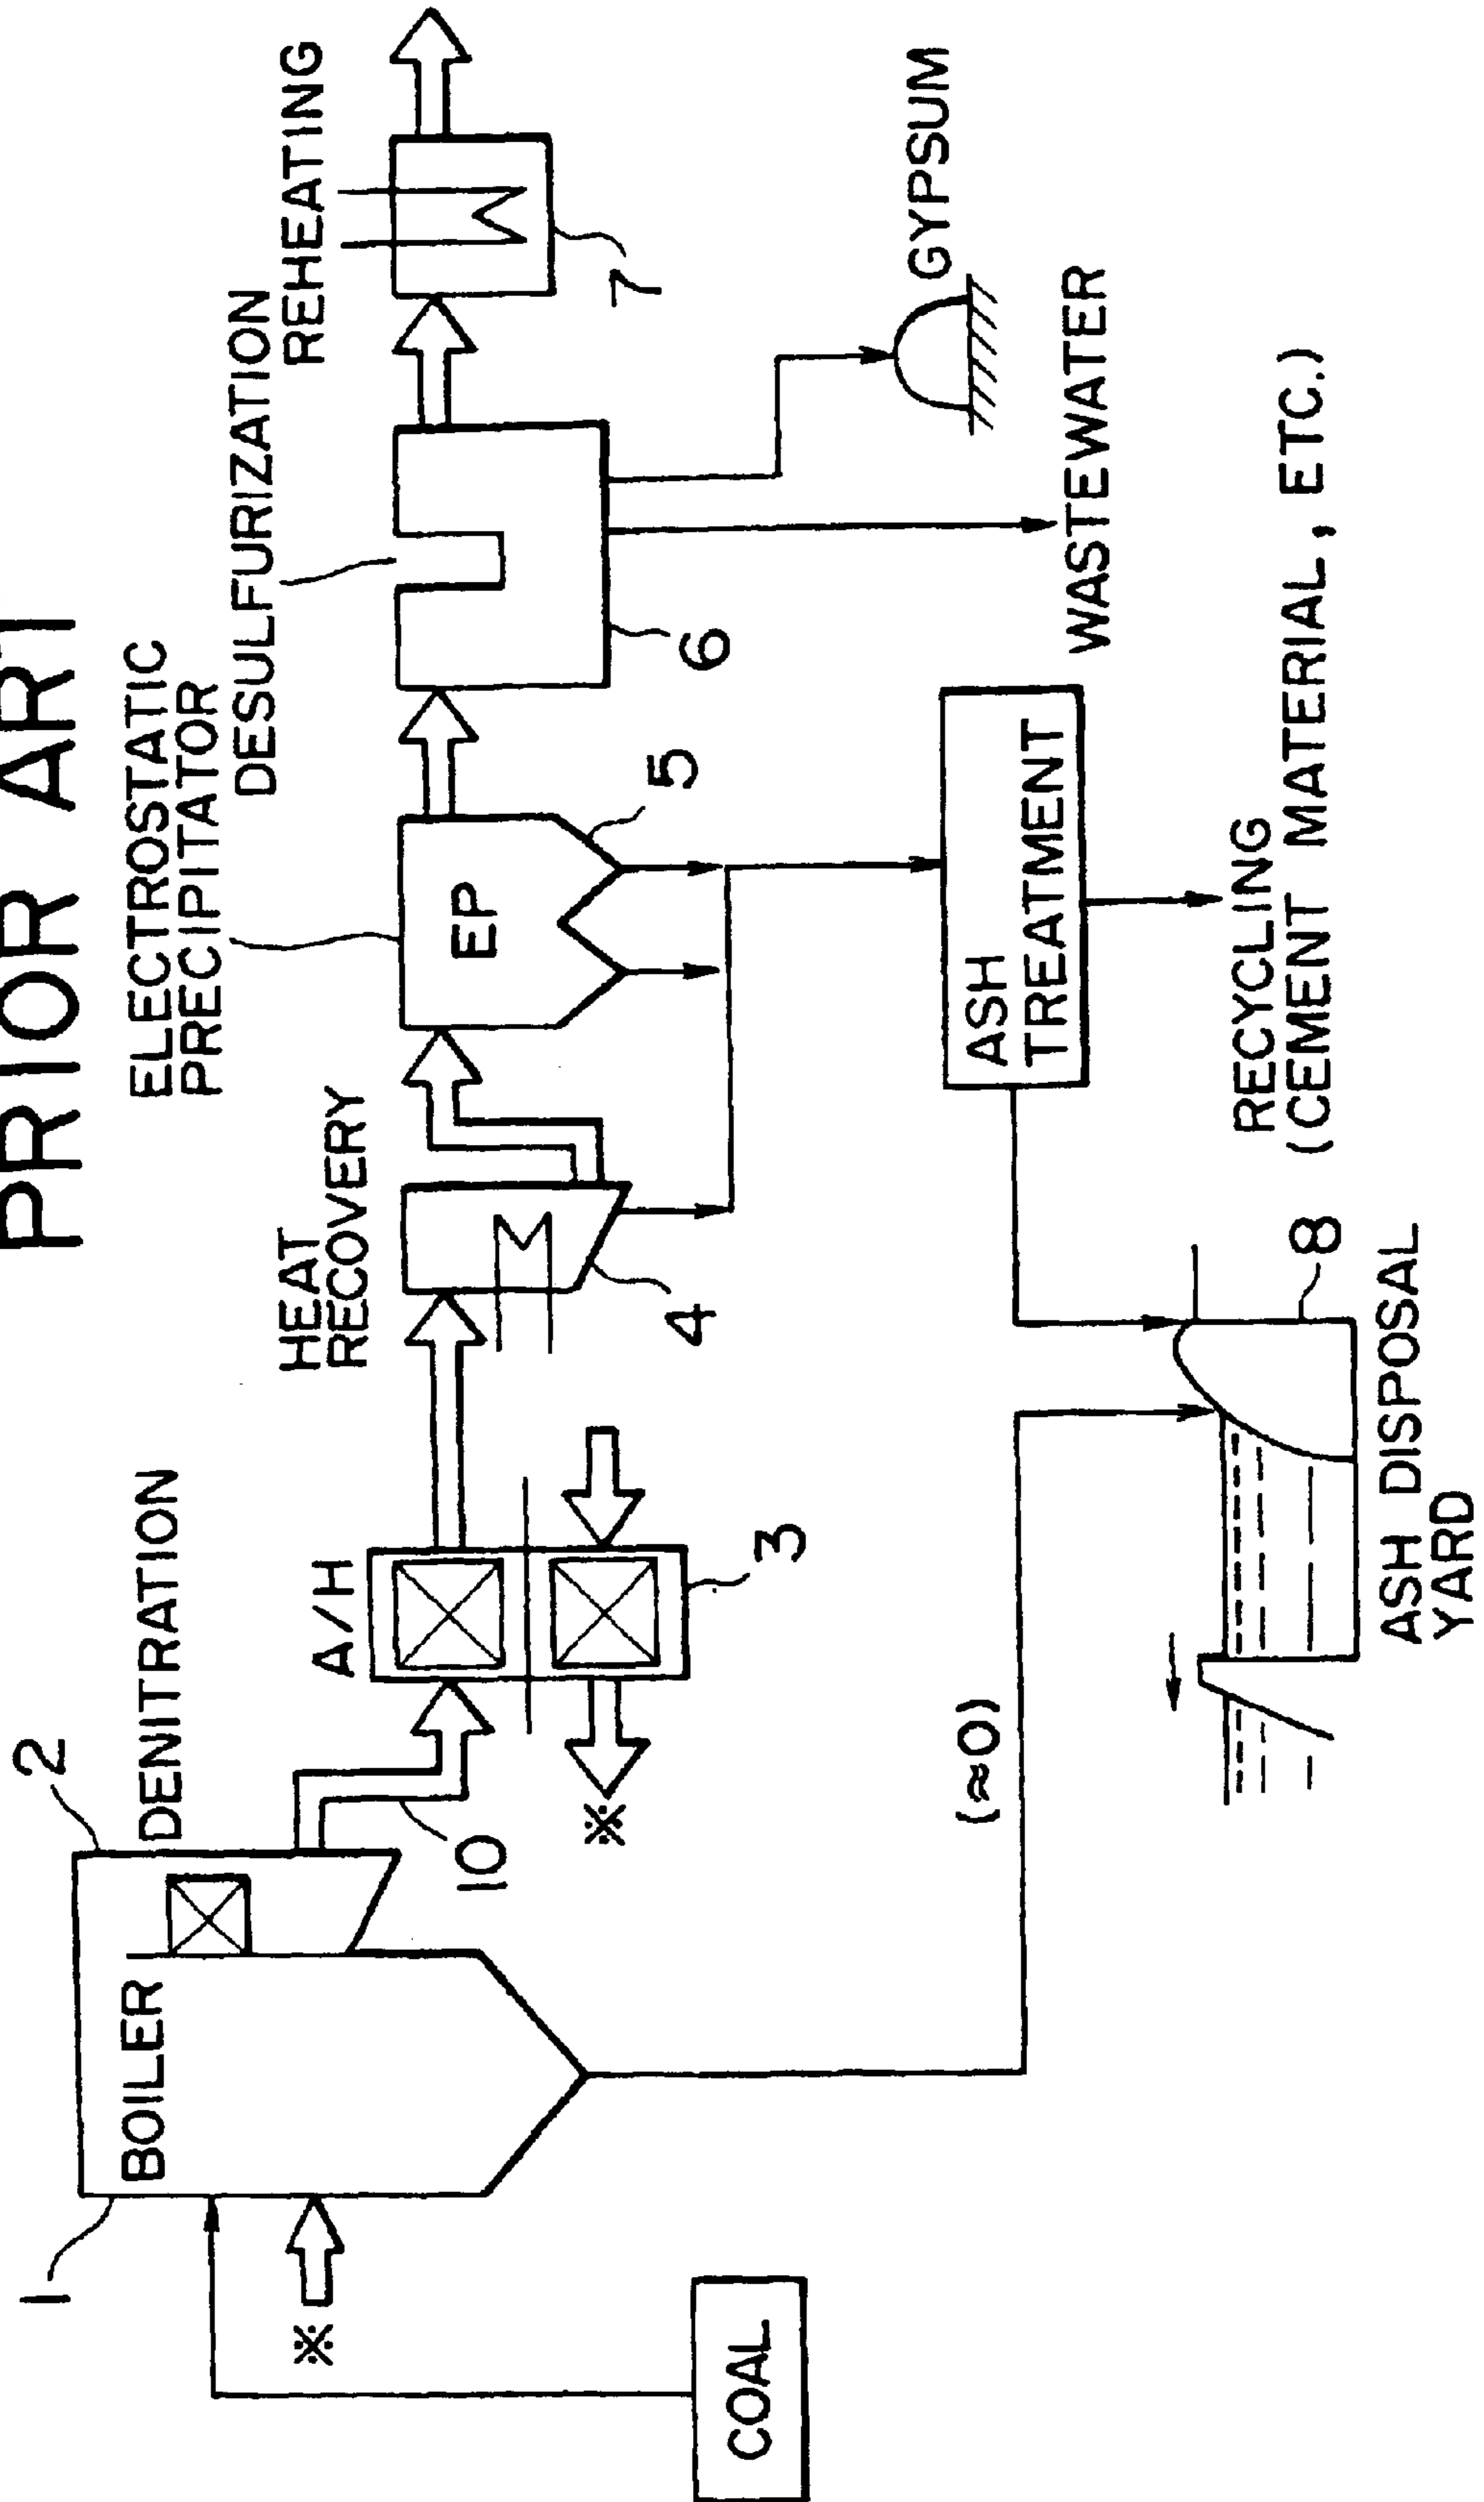 PRIOR ART
2
DENITRATION
ELECTROSTATIC
PRECIPITATOR
DESULFURIZATION
REHEATING
1
BOILER
A/H
HEAT
RECOVERY
EP
※
10
※
3
4
5
6
7
COAL
(≈0)
ASH
TREATMENT
GYPSUM
WASTEWATER
RECYCLING
(CEMENT MATERIAL, ETC.)
8
ASH DISPOSAL
YARD